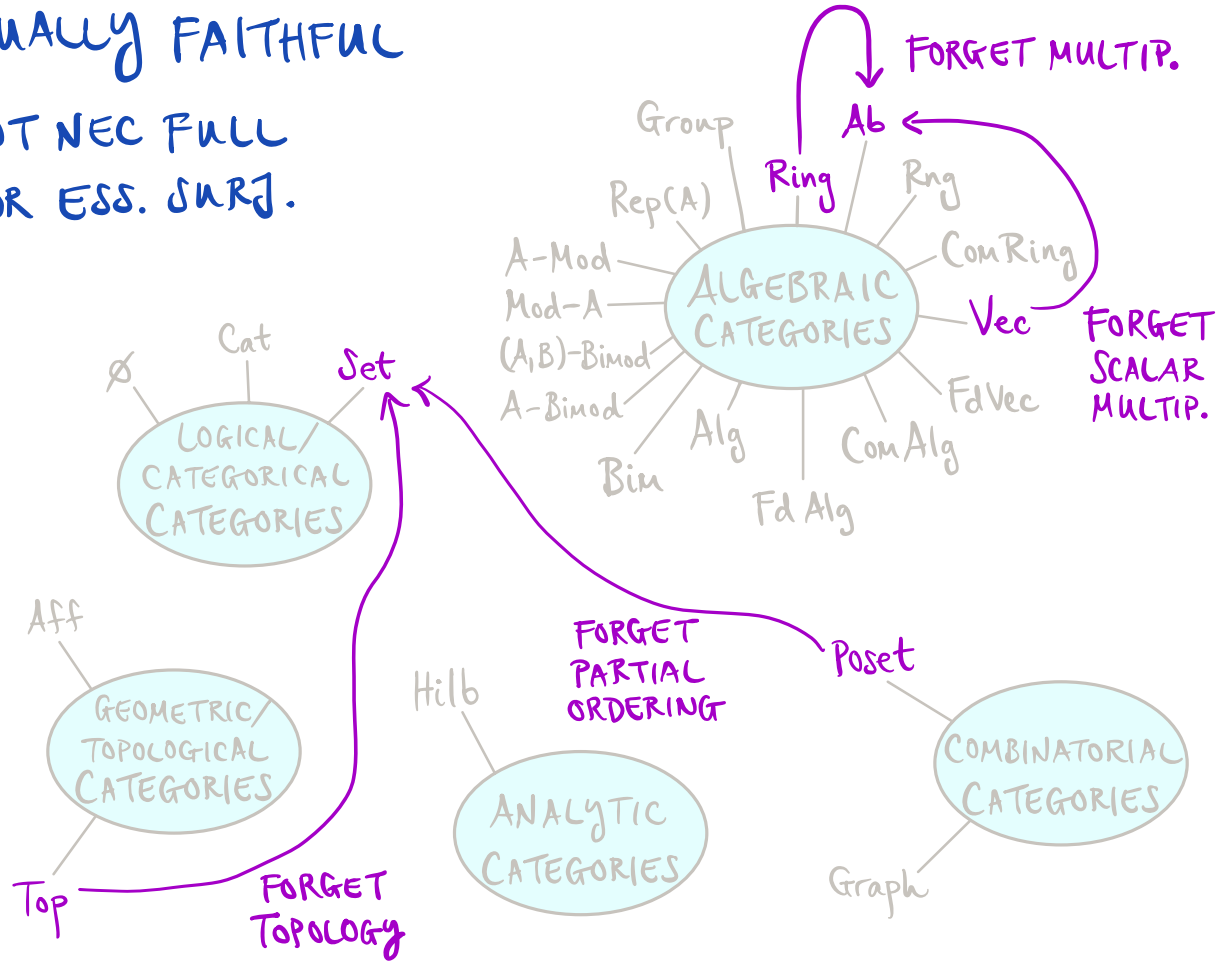 UALLY FAITHFUL
OT NEC FULL
OR ESS. SURJ.
FORGET MULTIP.
Group
Ab
Ring
Rng
Rep(A)
A-Mod
ComRing
Mod-A
ALGEBRAIC
CATEGORIES
Vec
FORGET
SCALAR
MULTIP.
(A,B)-Bimod
A-Bimod
FdVec
Bim
Alg
ComAlg
Fd Alg
Ø
Cat
Set
LOGICAL/
CATEGORICAL
CATEGORIES
Aff
GEOMETRIC/
TOPOLOGICAL
CATEGORIES
Top
FORGET
TOPOLOGY
FORGET
PARTIAL
ORDERING
Hilb
ANALYTIC
CATEGORIES
Poset
COMBINATORIAL
CATEGORIES
Graph